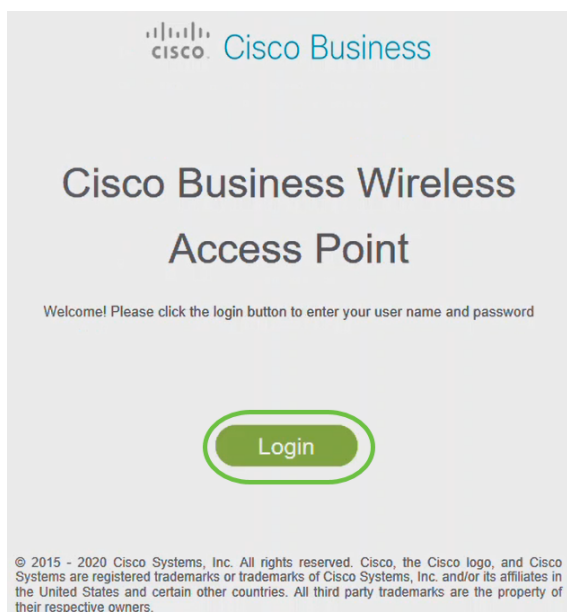 cisco. Cisco Business
Cisco Business Wireless
Access Point
Welcome! Please click the login button to enter your user name and password
Login
© 2015 - 2020 Cisco Systems, Inc. All rights reserved. Cisco, the Cisco logo, and Cisco
Systems are registered trademarks or trademarks of Cisco Systems, Inc. and/or its affiliates in
the United States and certain other countries. All third party trademarks are the property of
their respective owners.